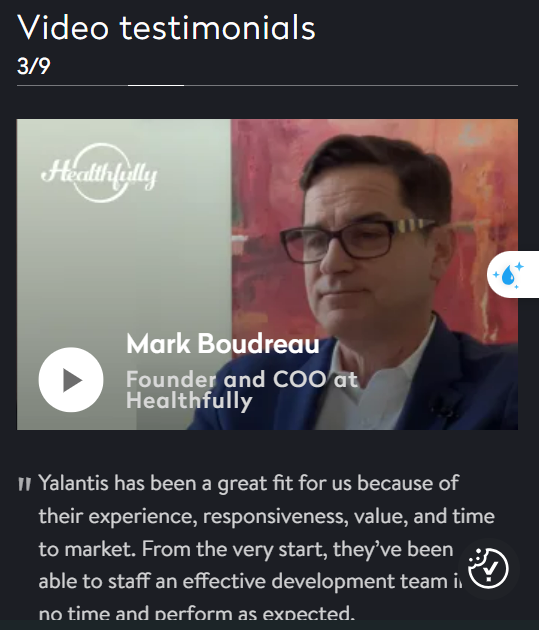 Video testimonials
3/9
Healthfully
Mark Boudreau
Founder and COO at
Healthfully
" Yalantis has been a great fit for us because of
their experience, responsiveness, value, and time
to market. From the very start, they’ve been
able to staff an effective development team
no time and perform as expected.